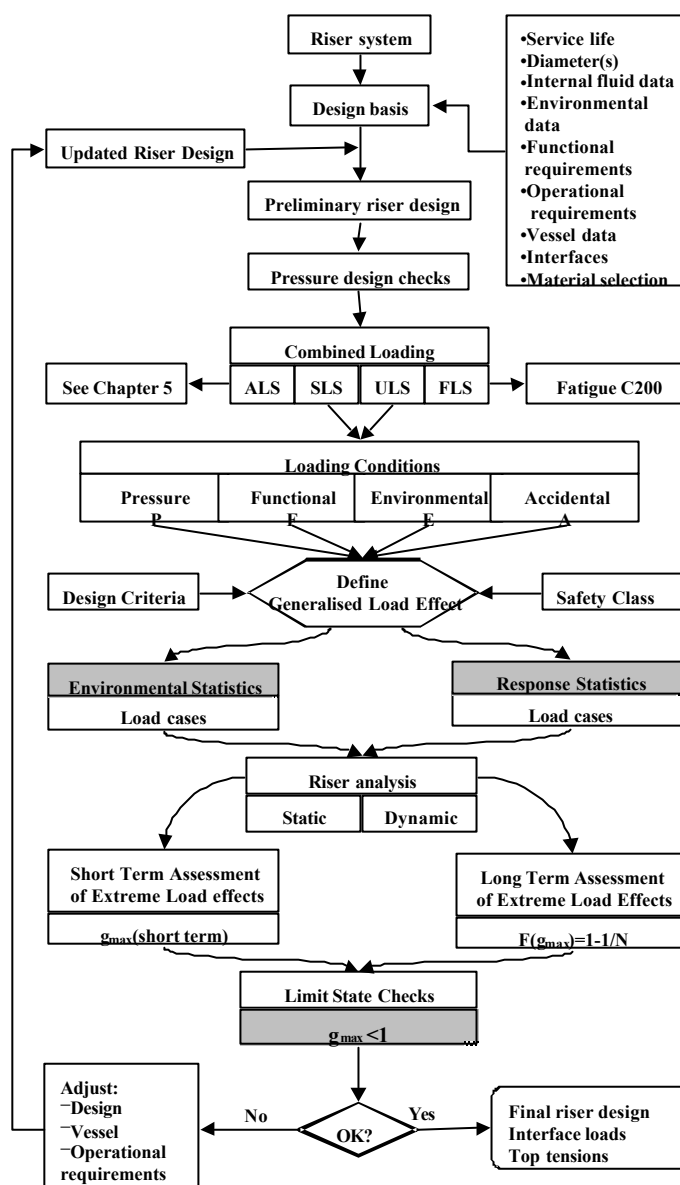 Riser system
•Service life
•Diameter(s)
•Internal fluid data
•Environmental
data
•Functional
requirements
•Operational
requirements
•Vessel data
•Interfaces
•Material selection
Design basis
Updated Riser Design
Preliminary riser design
Pressure design checks
Combined Loading
See Chapter 5
ALS
SLS
ULS
FLS
Fatigue C200
Loading Conditions
Pressure
P
Functional
F
Environmental
E
Accidental
A
Design Criteria
Define
Generalised Load Effect
Safety Class
Environmental Statistics
Load cases
Response Statistics
Load cases
Riser analysis
Static
Dynamic
Short Term Assessment
of Extreme Load effects
gmax(short term)
Long Term Assessment
of Extreme Load Effects
F(gmax)=1-1/N
Limit State Checks
gmax <1
Adjust:
–Design
–Vessel
–Operational
requirements
No
OK?
Yes
Final riser design
Interface loads
Top tensions